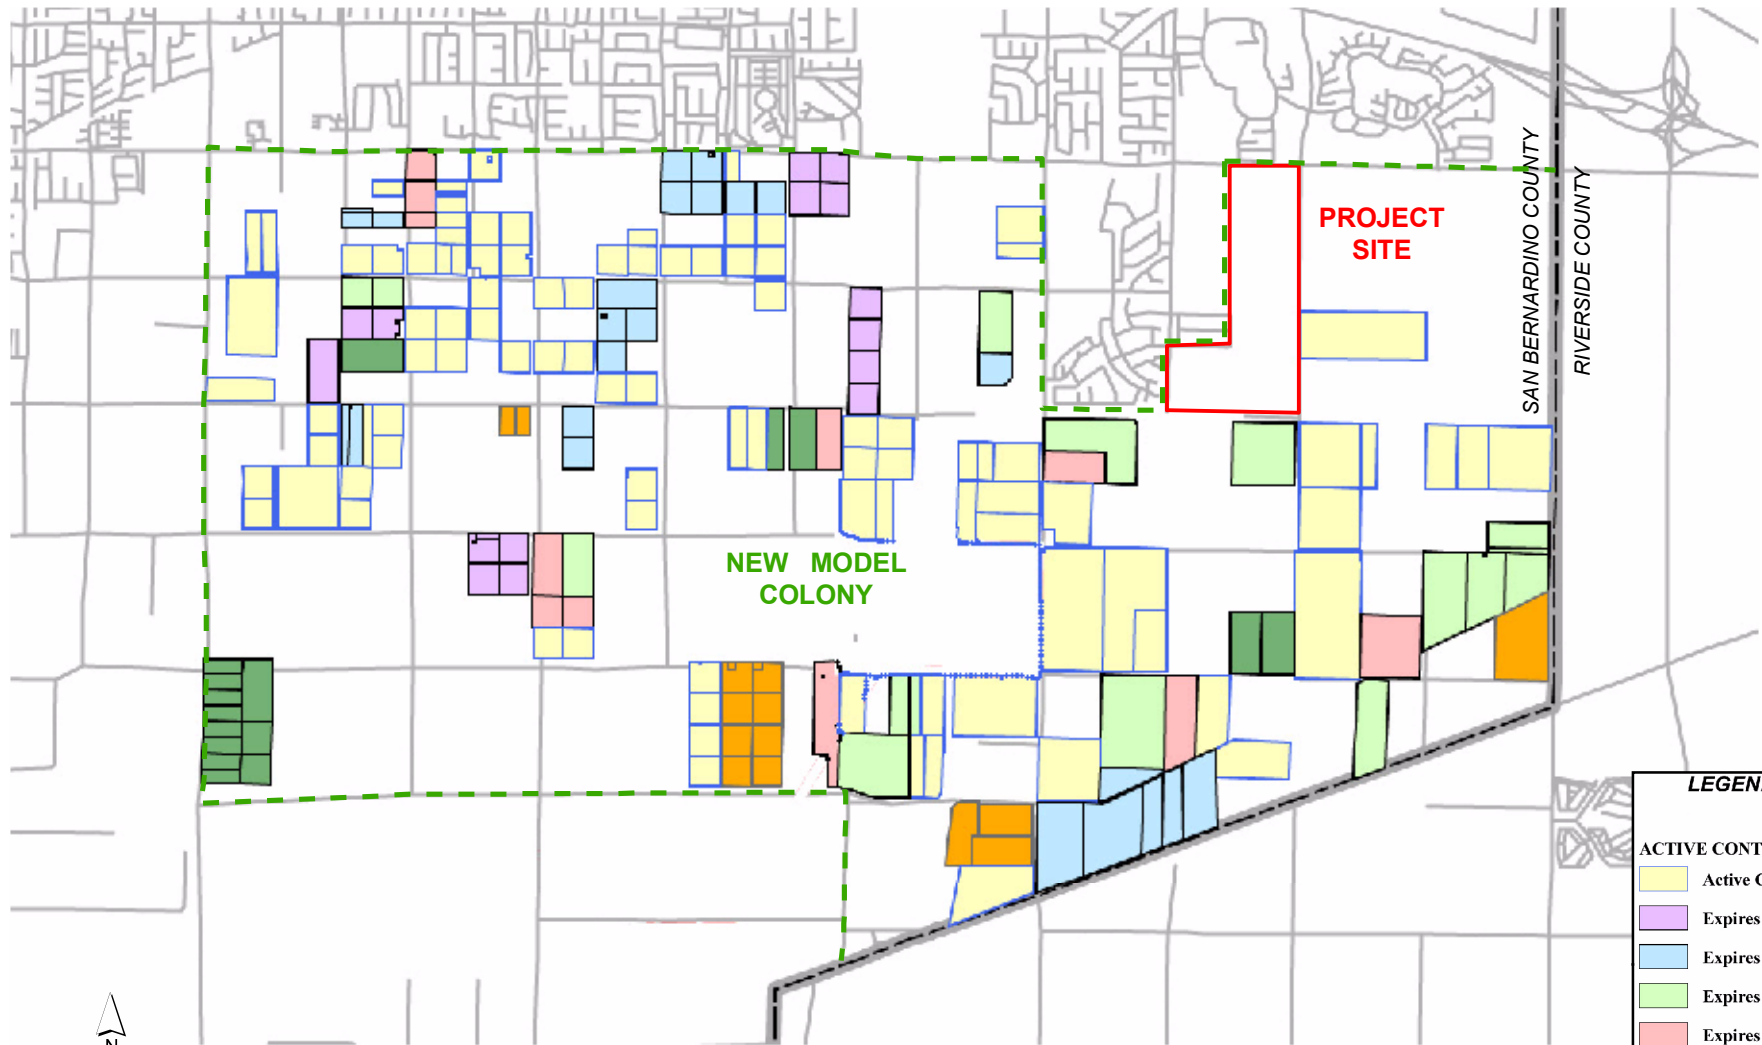 PROJECT
SITE
SAN BERNARDINO COUNTY
RIVERSIDE COUNTY
NEW MODEL
COLONY
LEGEN
ACTIVE CONT
Active
Expires
Expires
Expires
Expires
N